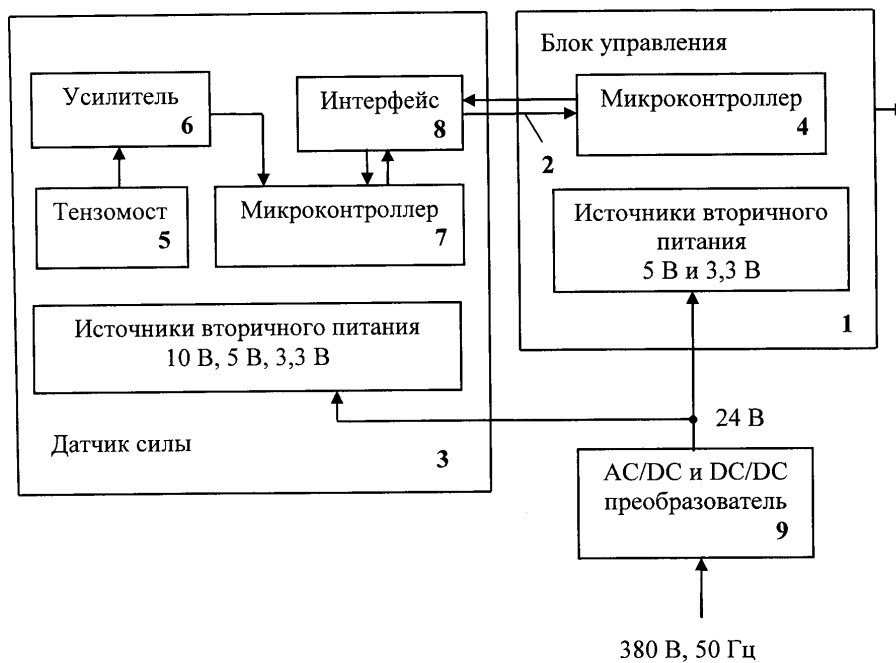 Блок управления
Усилитель
6
Интерфейс
8
Микроконтроллер
4
2
Тензомост
5
Микроконтроллер
7
Источники вторичного
питания
5 В и 3,3 В
1
Источники вторичного питания
10 В, 5 В, 3,3 В
24 В
Датчик силы
3
AC/DC и DC/DC
преобразователь
9
380 В, 50 Гц